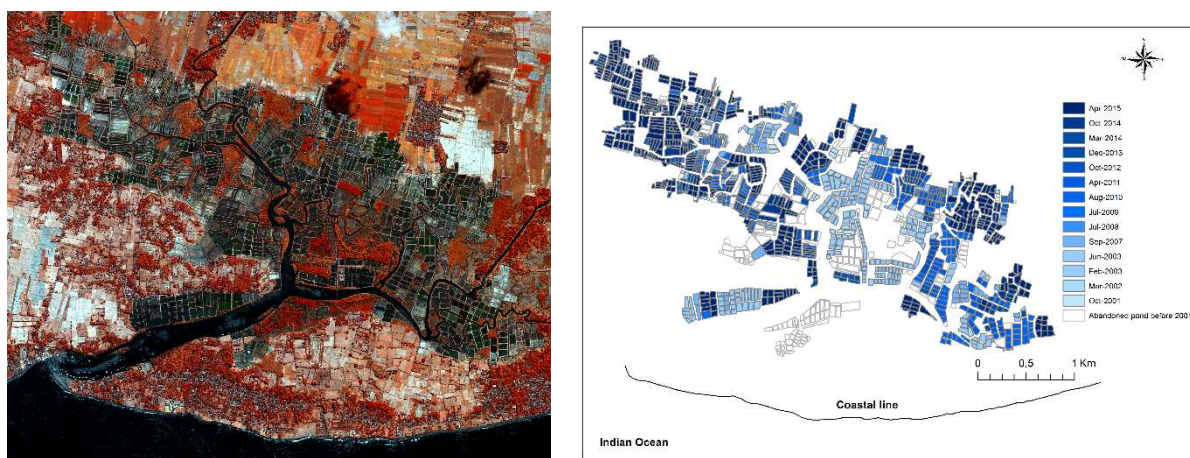 Apr-2015
Oct-2014
Mar-2014
Dec-2013
Oct-2012
Apr-2011
Aug-2010
Jul-2009
Jul-2008
Sep-2007
Jun-2003
Feb-2003
Mar-2002
Oct-2001
Abandoned pond before 2001
0 0,5 1 Km
Coastal line
Indian Ocean